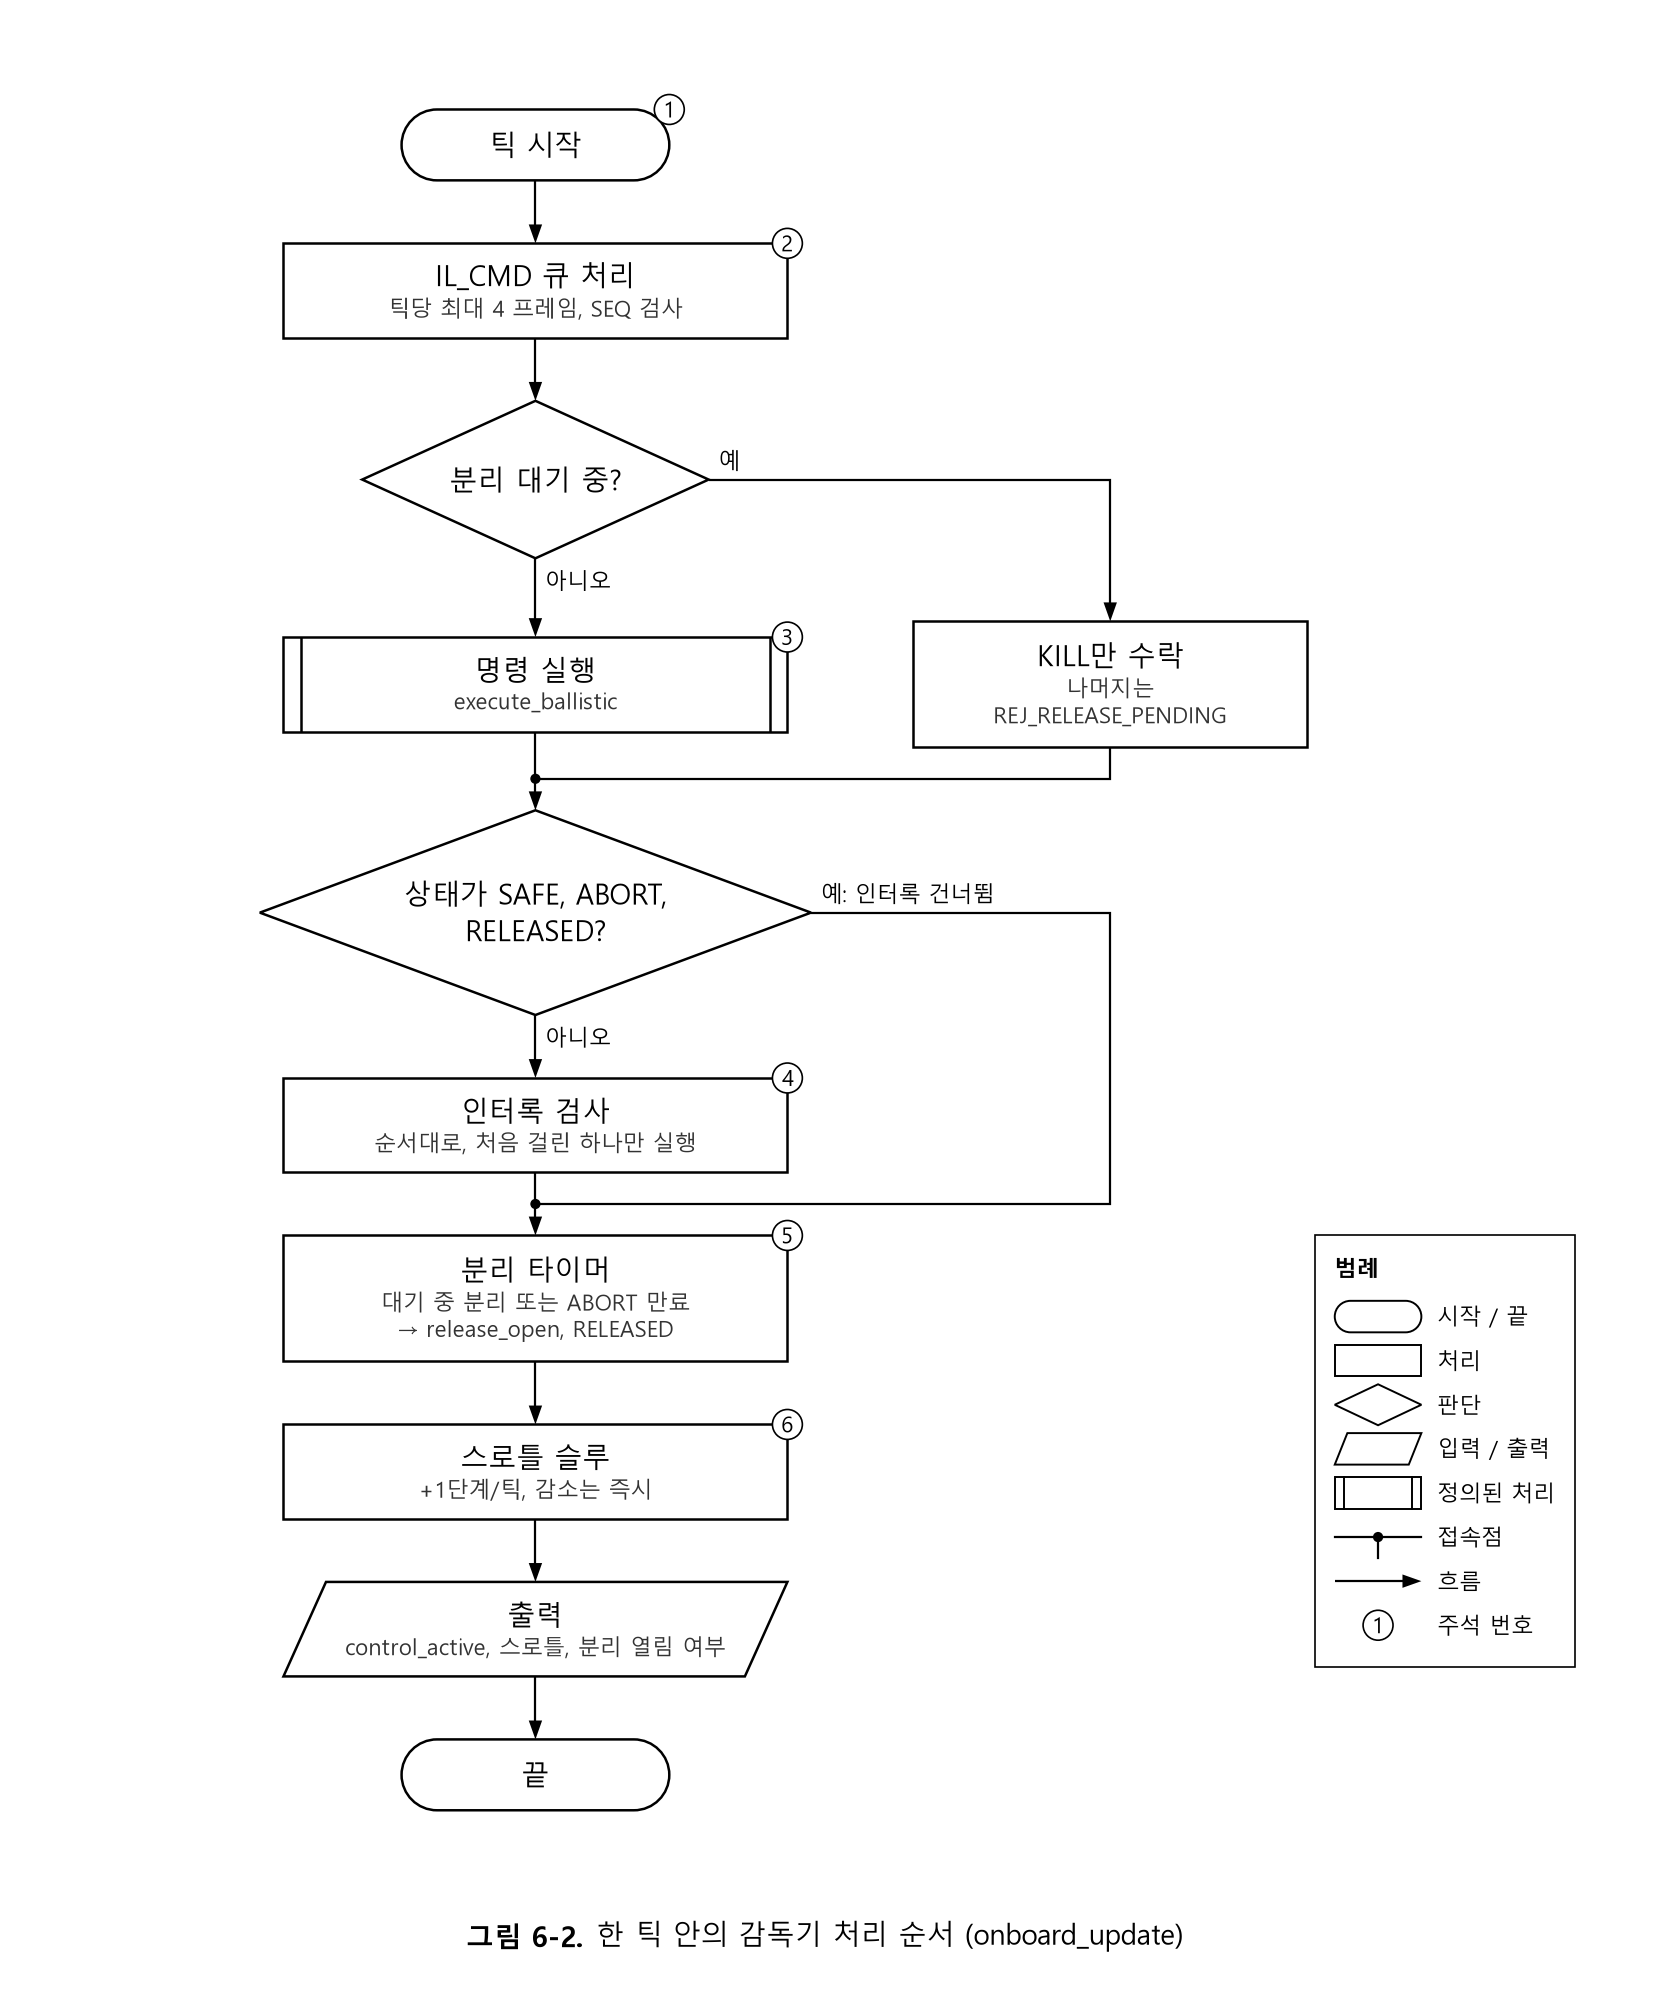 ①
틱 시작
②
IL_CMD 큐 처리
틱당 최대 4 프레임, SEQ 검사
분리 대기 중?
예
아니오
③
명령 실행
execute_ballistic
KILL만 수락
나머지는
REJ_RELEASE_PENDING
상태가 SAFE, ABORT,
RELEASED?
예: 인터록 건너뜀
아니오
④
인터록 검사
순서대로, 처음 걸린 하나만 실행
⑤
분리 타이머
대기 중 분리 또는 ABORT 만료
→ release_open, RELEASED
⑥
스로틀 슬루
+1단계/틱, 감소는 즉시
출력
control_active, 스로틀, 분리 열림 여부
끝
범례
시작 / 끝
처리
판단
입력 / 출력
정의된 처리
접속점
흐름
① 주석 번호
그림 6-2. 한 틱 안의 감독기 처리 순서 (onboard_update)